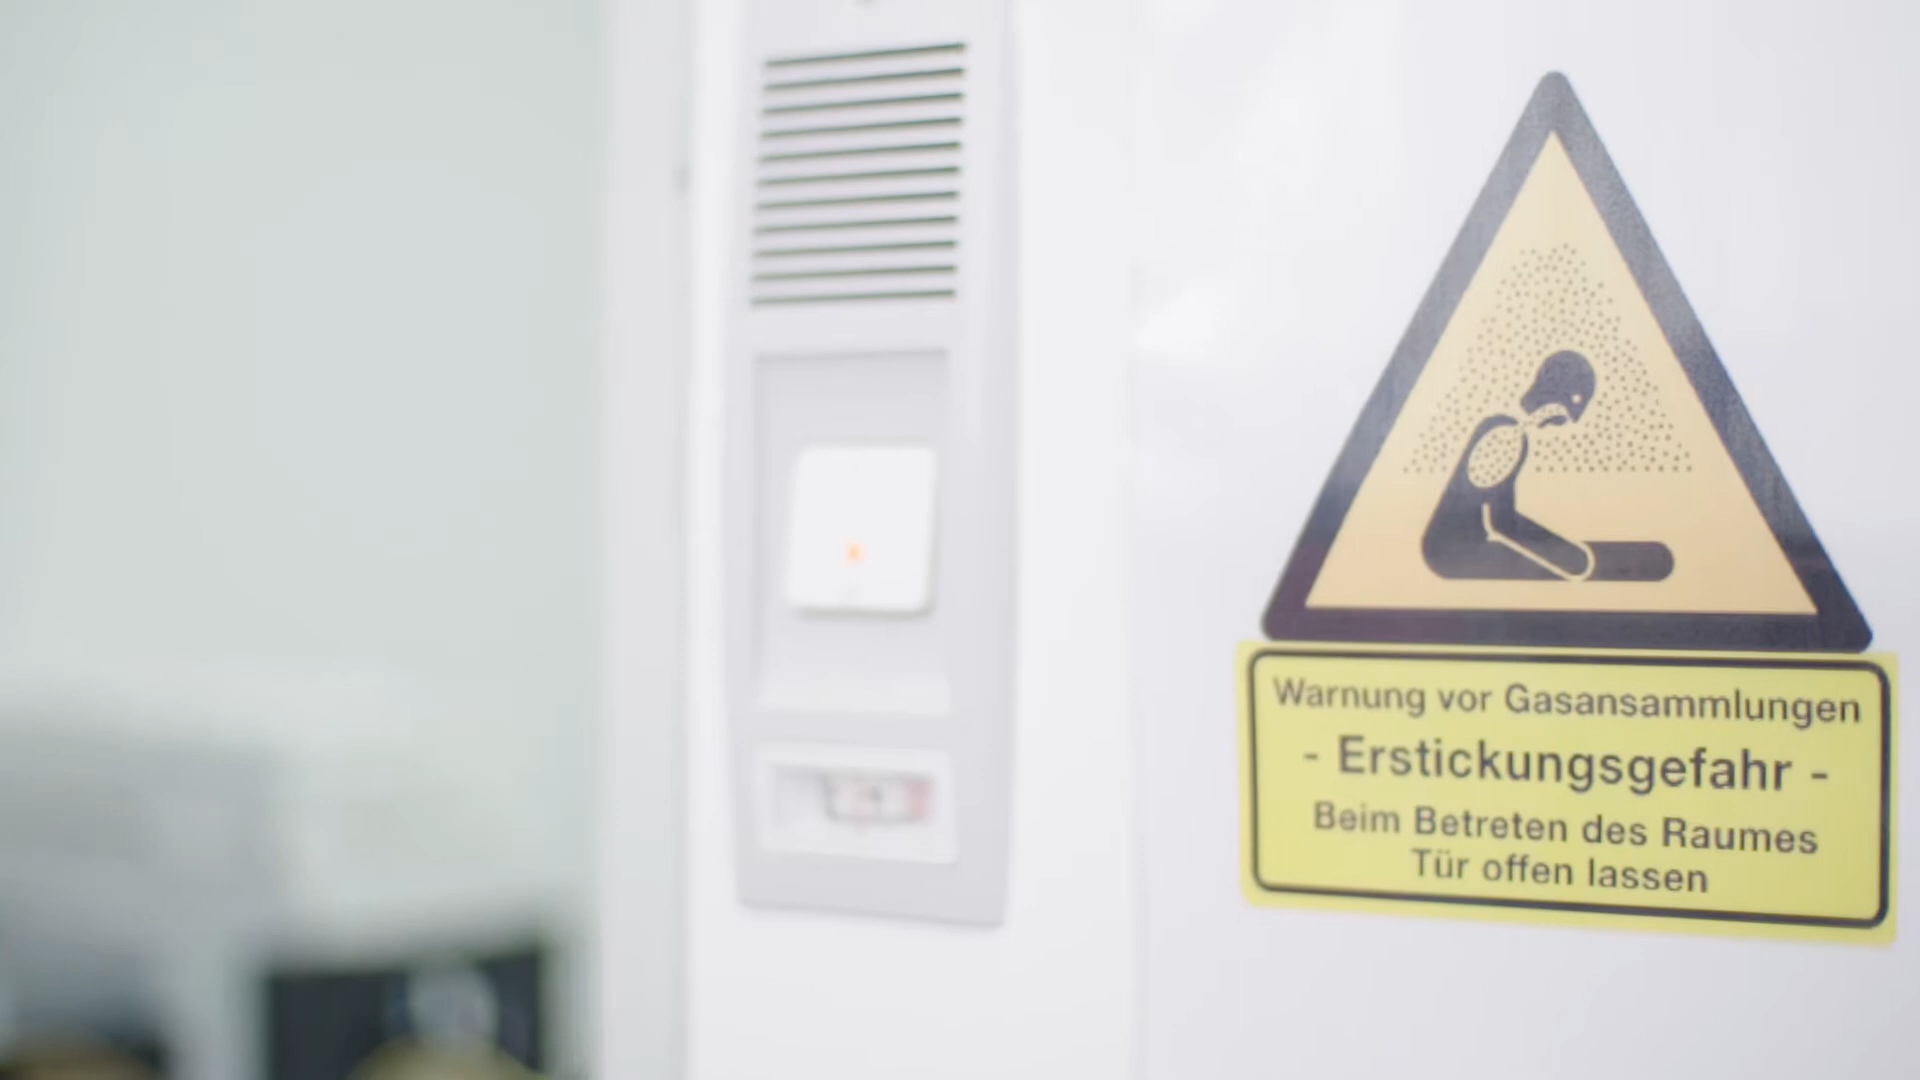 Warnung vor Gasansammlungen
- Erstickungsgefahr -
Beim Betreten des Raumes
Tür offen lassen